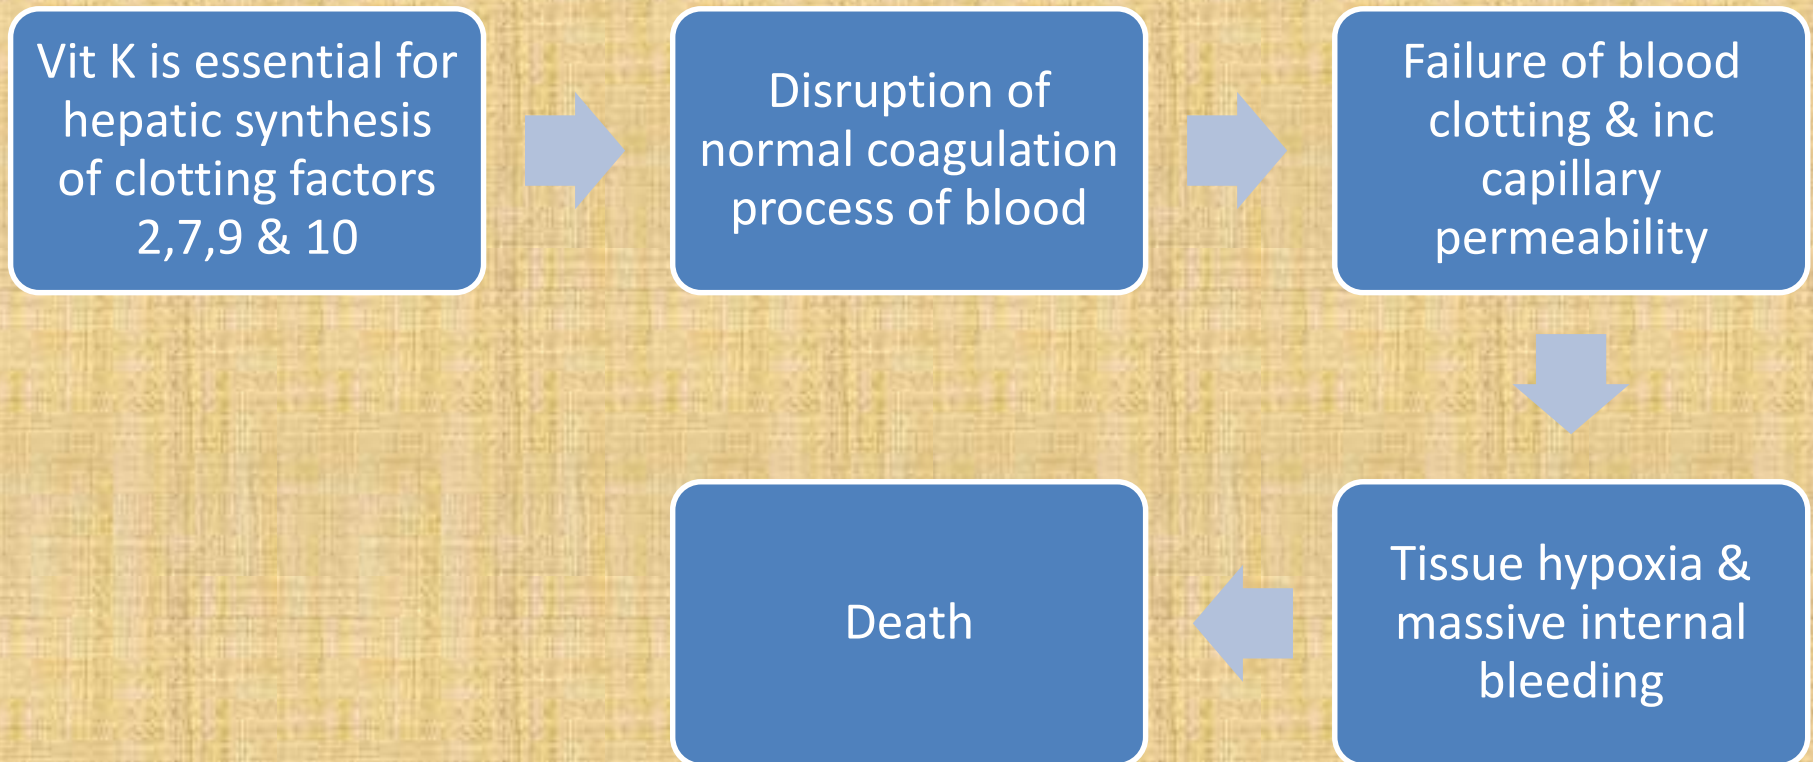 Vit K is essential for
hepatic synthesis
of clotting factors
2,7,9 & 10
Disruption of
normal coagulation
process of blood
Failure of blood
clotting & inc
capillary
permeability
Tissue hypoxia &
massive internal
bleeding
Death